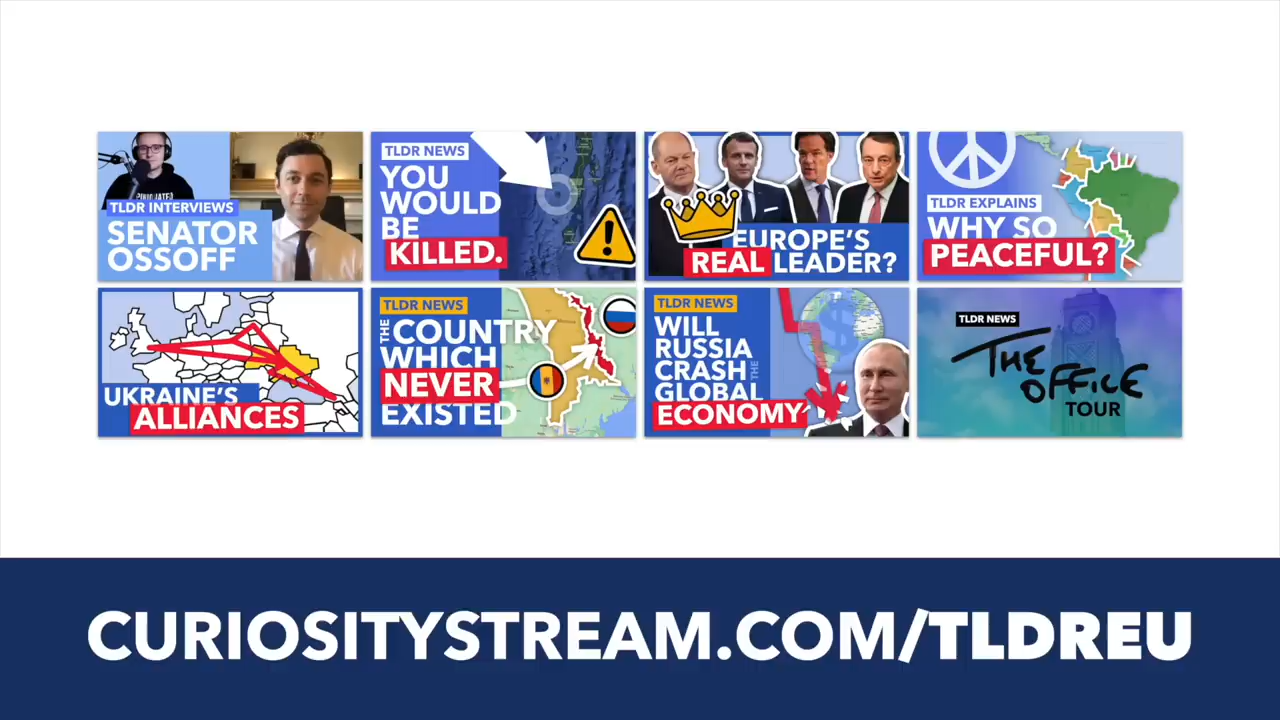 TLDR INTERVIEWS
SENATOR
OSSOFF
TLDR NEWS
YOU
WOULD
BE
KILLED.
EUROPE'S
REAL LEADER?
TLDR EXPLAINS
WHY SO
PEACEFUL?
UKRAINE'S
ALLIANCES
TLDR NEWS
THE COUNTRY
WHICH
NEVER
EXISTED
TLDR NEWS
WILL
RUSSIA
CRASH THE
GLOBAL
ECONOMY
TLDR NEWS
THE
OFFICE
TOUR
CURIOSITYSTREAM.COM/TLDREU